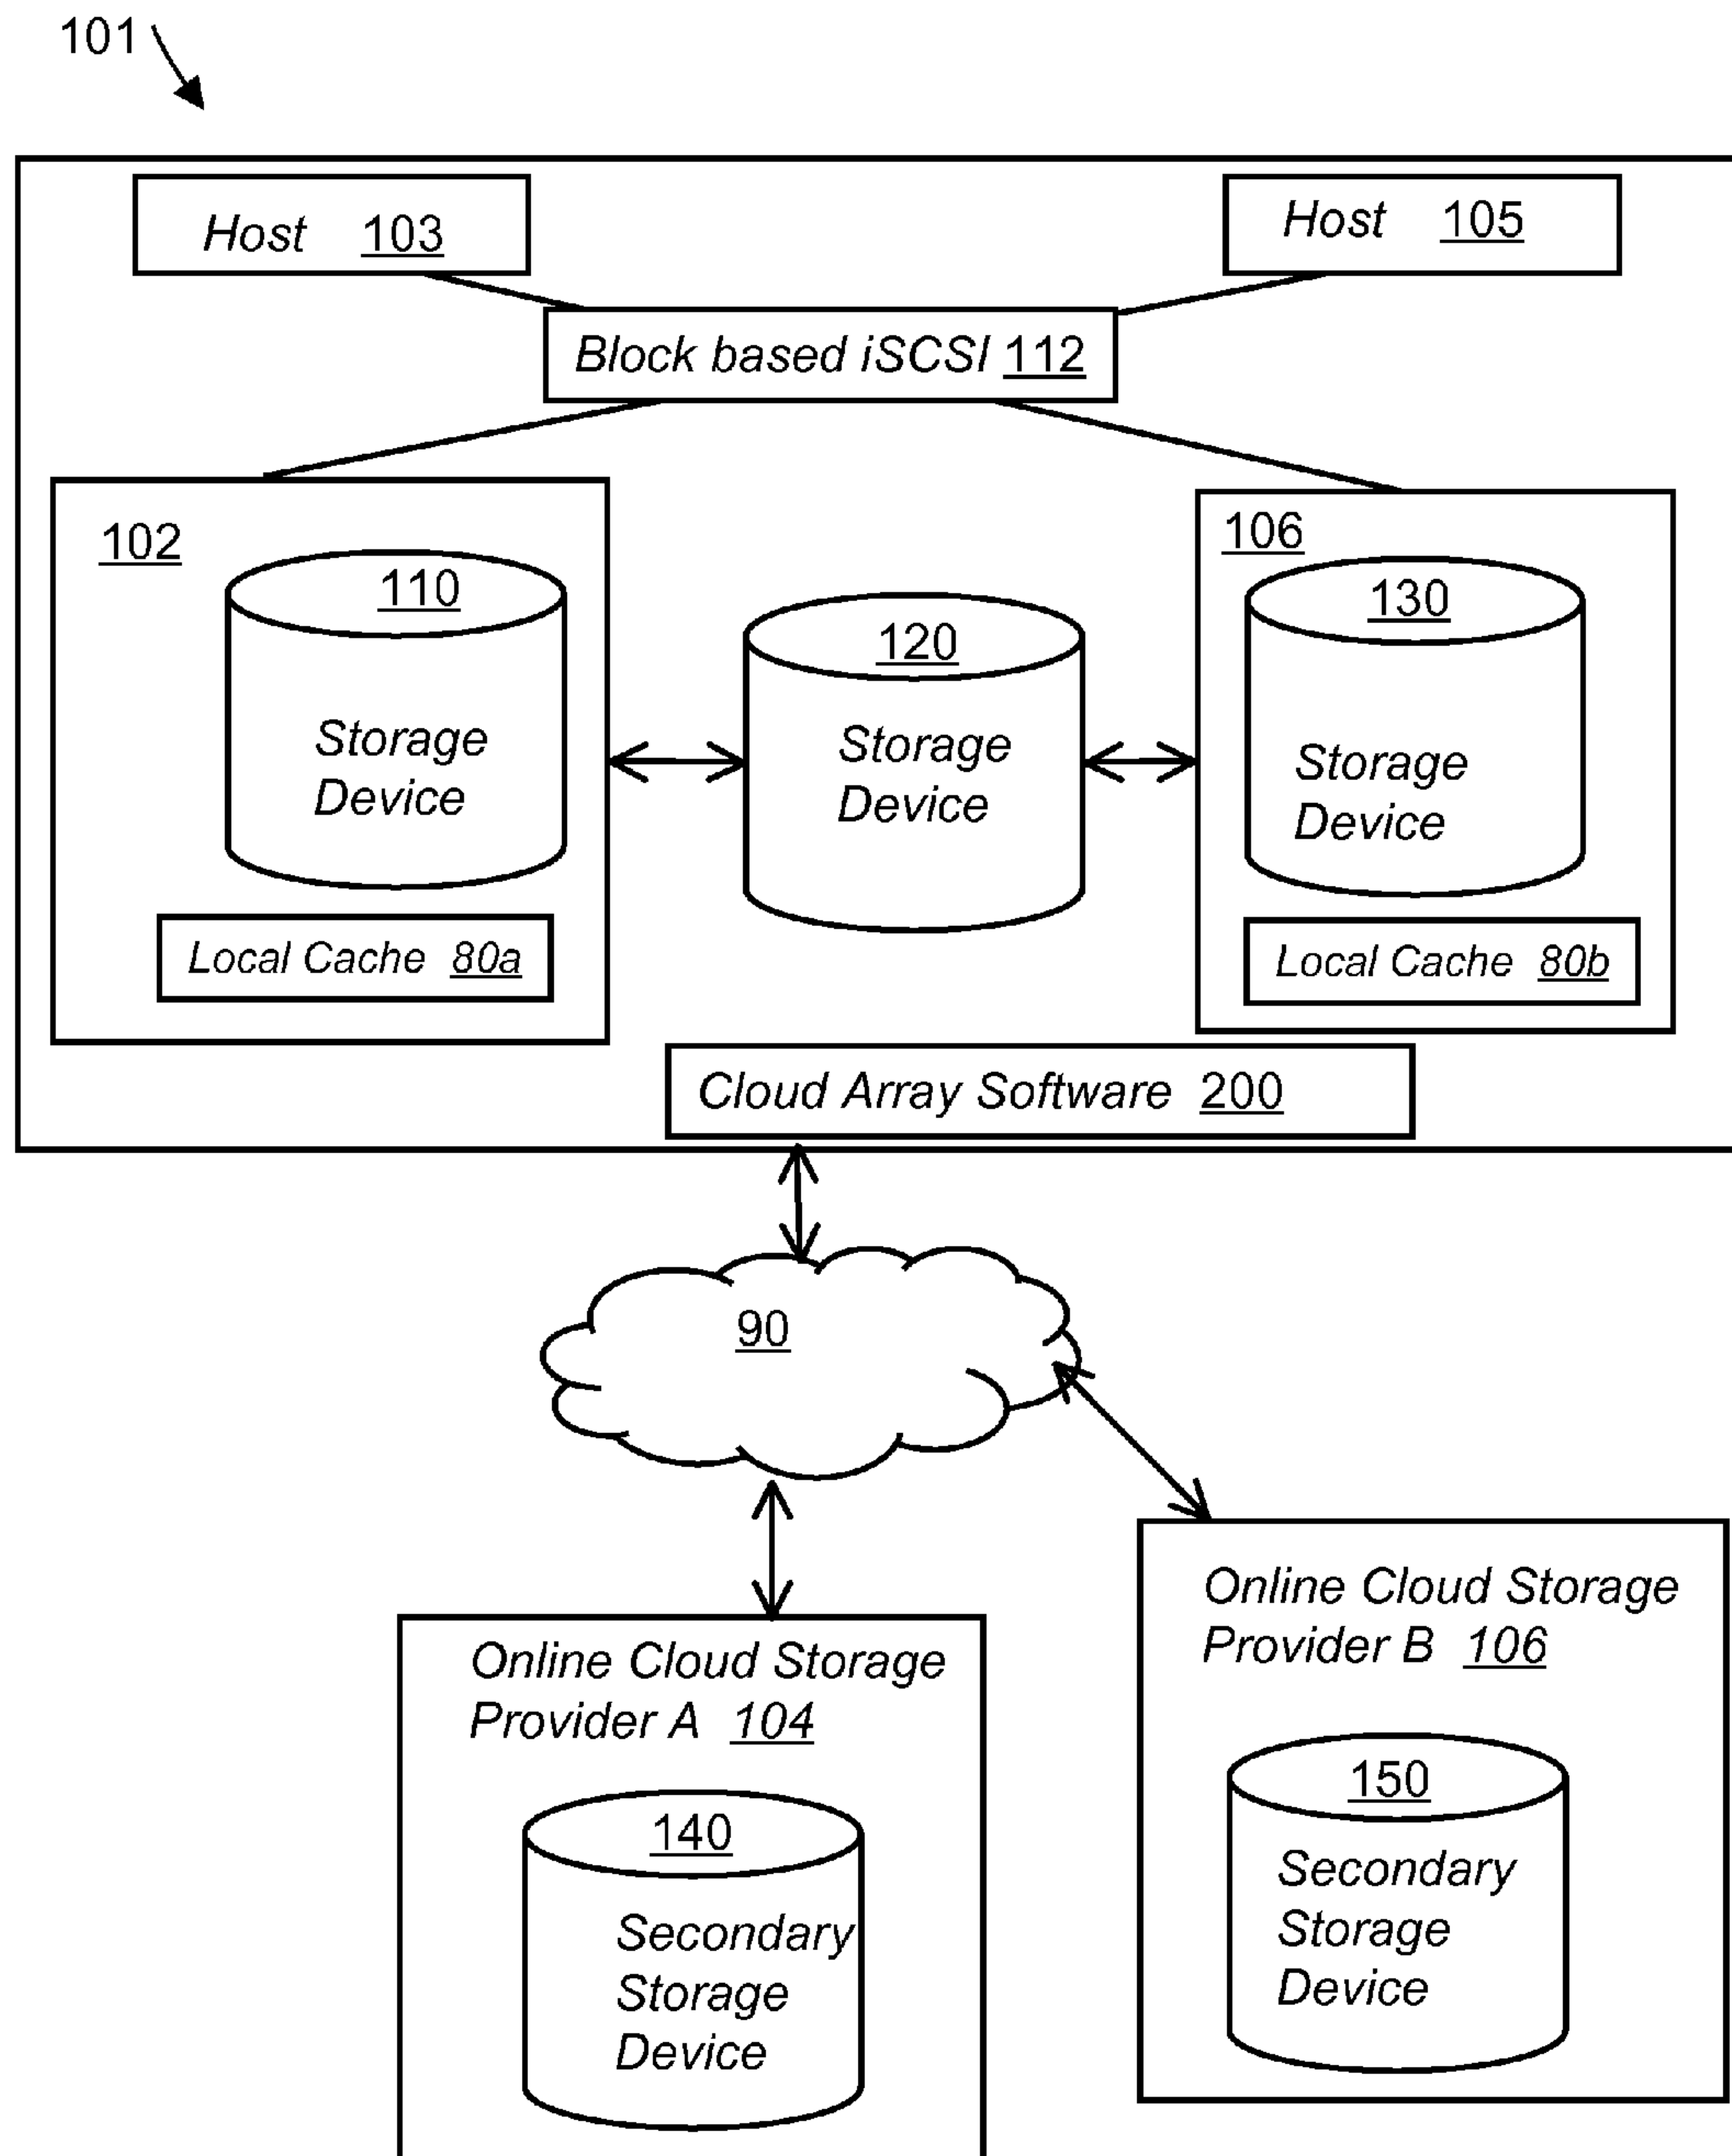 101
Host 103
Host 105
Block based iSCSI 112
102
110
Storage
Device
Local Cache 80a
120
Storage
Device
106
130
Storage
Device
Local Cache 80b
Cloud Array Software 200
90
Online Cloud Storage
Provider A 104
140
Secondary
Storage
Device
Online Cloud Storage
Provider B 106
150
Secondary
Storage
Device